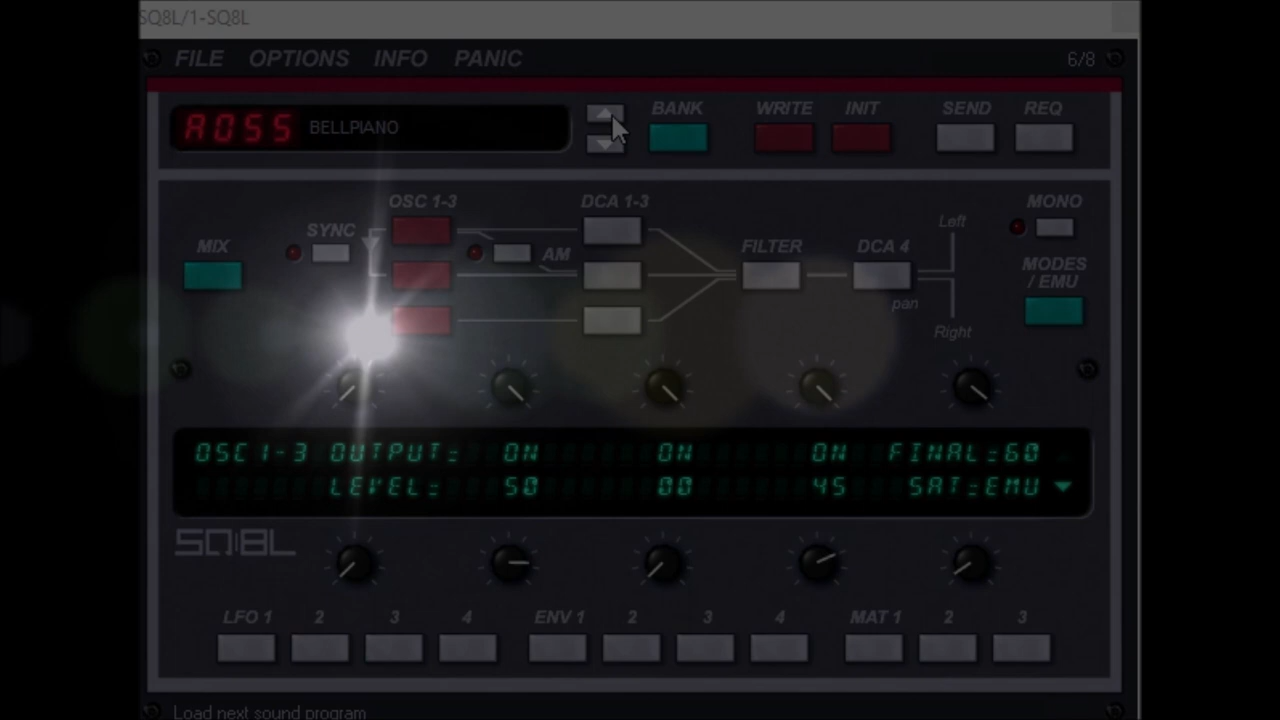 SQ8L/1-SQ8L
FILE OPTIONS INFO PANIC 6/8
A055 BELLPIANO BANK WRITE INIT SEND REQ
OSC 1-3 DCA 1-3 MONO
SYNC Left
MIX AM FILTER DCA 4 MODES
/ EMU
pan
Right
OSC1-3 OUTPUT= ON ON ON FINAL=60
LEVEL= 50 00 45 SAT=EMU
SQ8L
LFO 1 2 3 4 ENV 1 2 3 4 MAT 1 2 3
Load next sound program